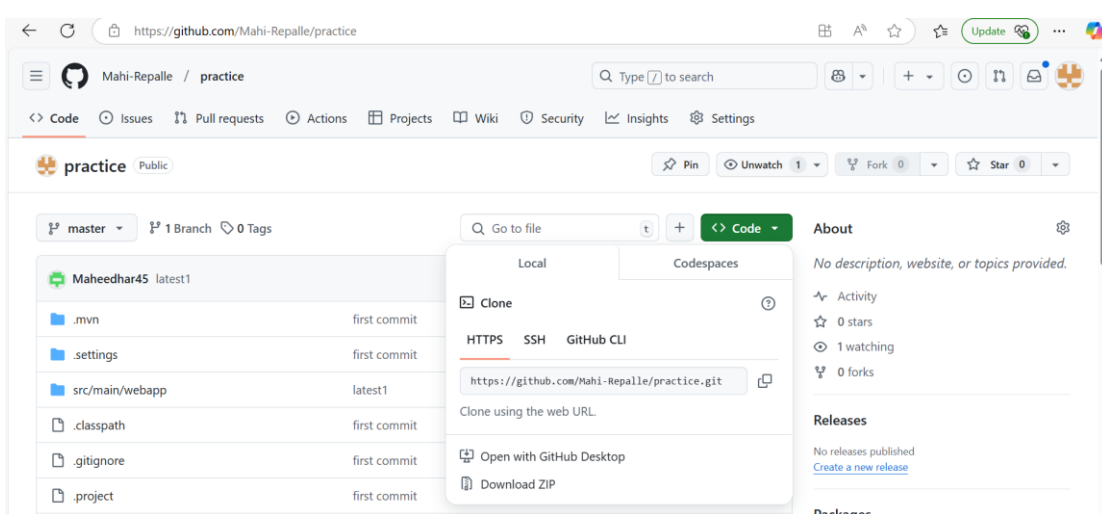 https://github.com/Mahi-Repalle/practice
Update
Mahi-Repalle / practice
Type / to search
Code Issues Pull requests Actions Projects Wiki Security Insights Settings
practice Public
Pin Unwatch 1 Fork 0 Star 0
master 1 Branch 0 Tags
Go to file t
Code
About
Local Codespaces
No description, website, or topics provided.
Maheedhar45 latest1
Clone
Activity
.mvn first commit
0 stars
HTTPS SSH GitHub CLI
1 watching
.settings first commit
0 forks
https://github.com/Mahi-Repalle/practice.git
src/main/webapp latest1
Clone using the web URL.
.classpath first commit
Releases
No releases published
Create a new release
.gitignore first commit
Open with GitHub Desktop
Download ZIP
.project first commit
Packages